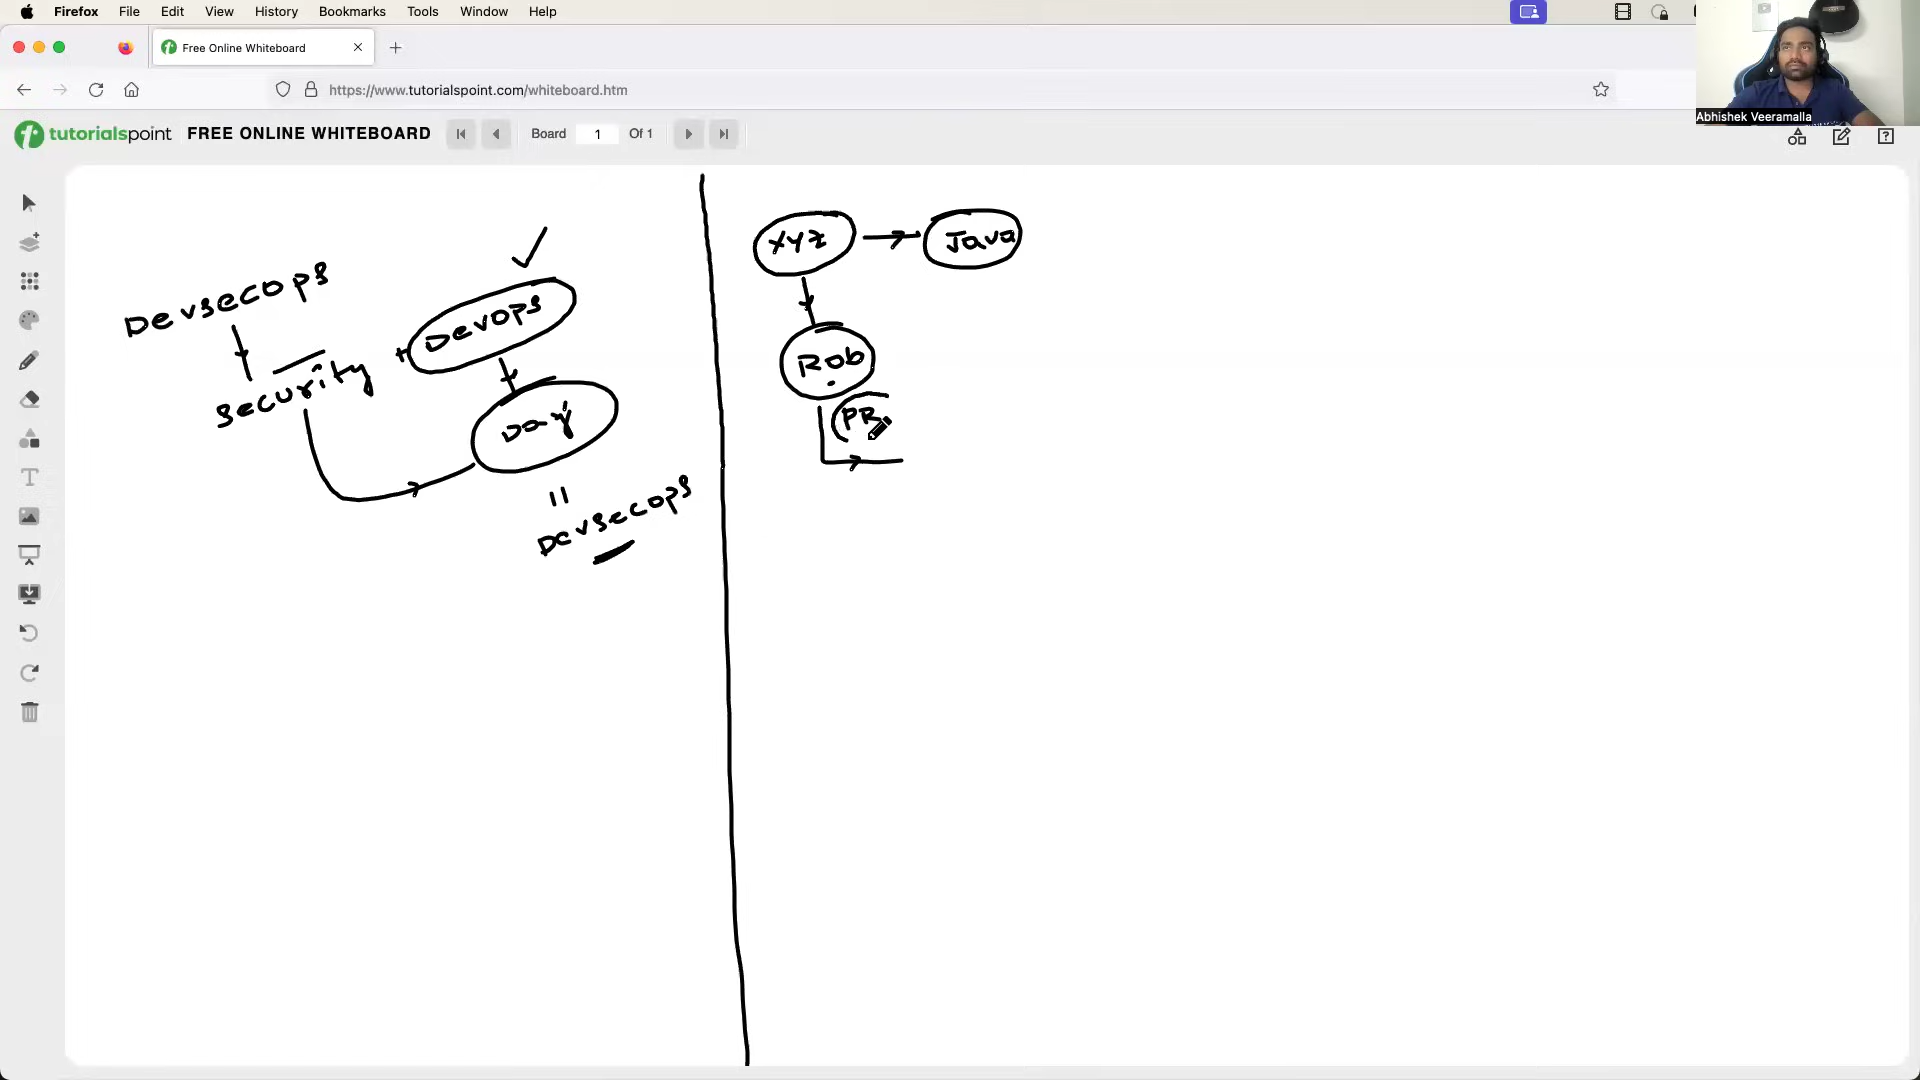 Firefox File Edit View History Bookmarks Tools Window Help
Free Online Whiteboard
https://www.tutorialspoint.com/whiteboard.htm
Abhishek Veeramalla
tutorialspoint FREE ONLINE WHITEBOARD Board 1 Of 1
Devsecops
security
+ Devops
Day
=
Devsecops
xyz → Java
Rob
PR